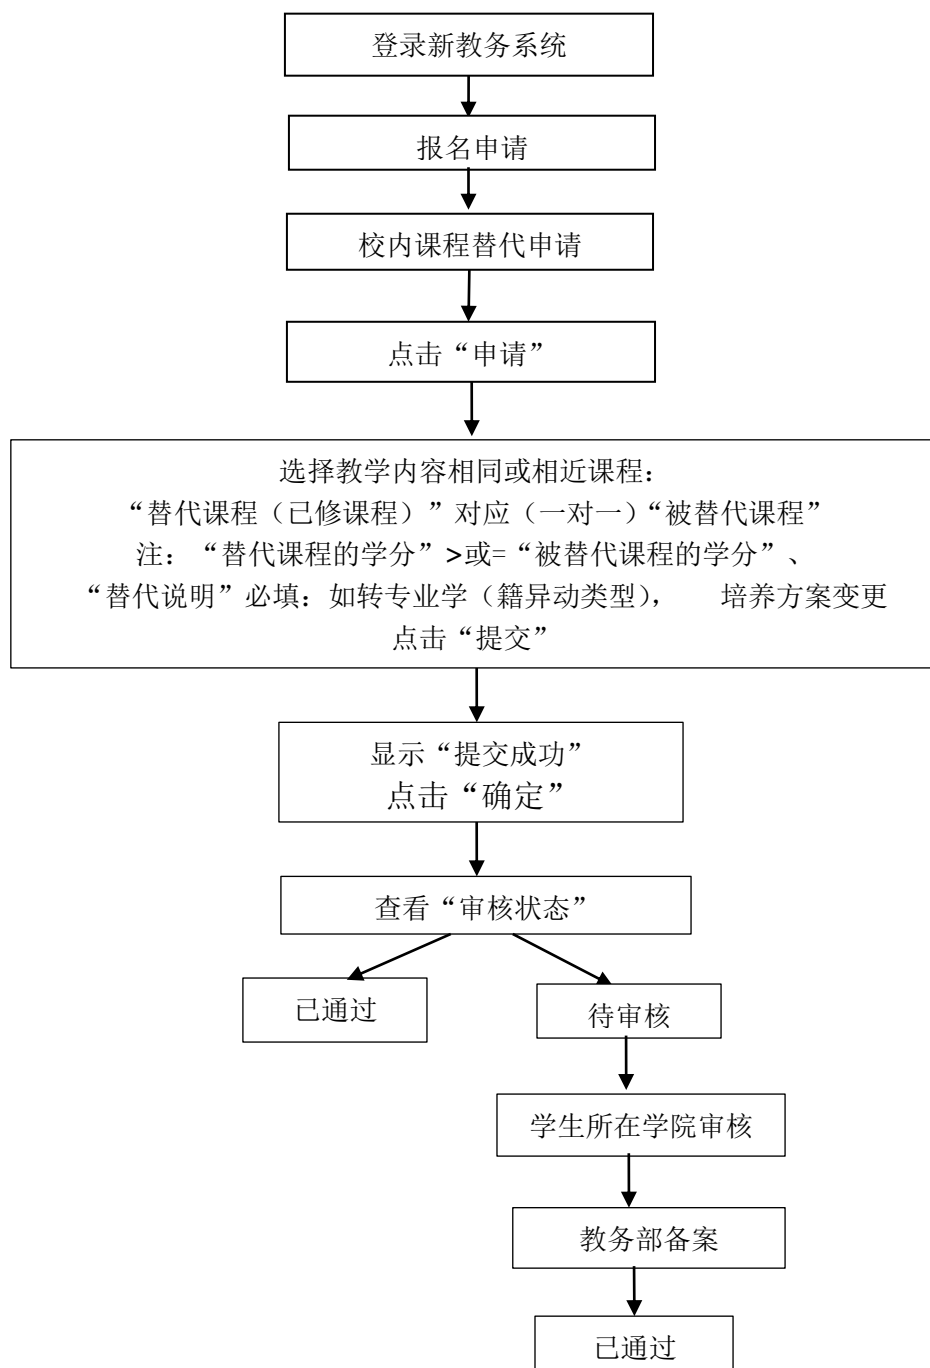 登录新教务系统
报名申请
校内课程替代申请
点击“申请”
选择教学内容相同或相近课程：
“替代课程（已修课程）”对应（一对一）“被替代课程”
注：“替代课程的学分”>或=“被替代课程的学分”、
“替代说明”必填：如转专业学（籍异动类型）， 培养方案变更
点击“提交”
显示“提交成功”
点击“确定”
查看“审核状态”
已通过
待审核
学生所在学院审核
教务部备案
已通过